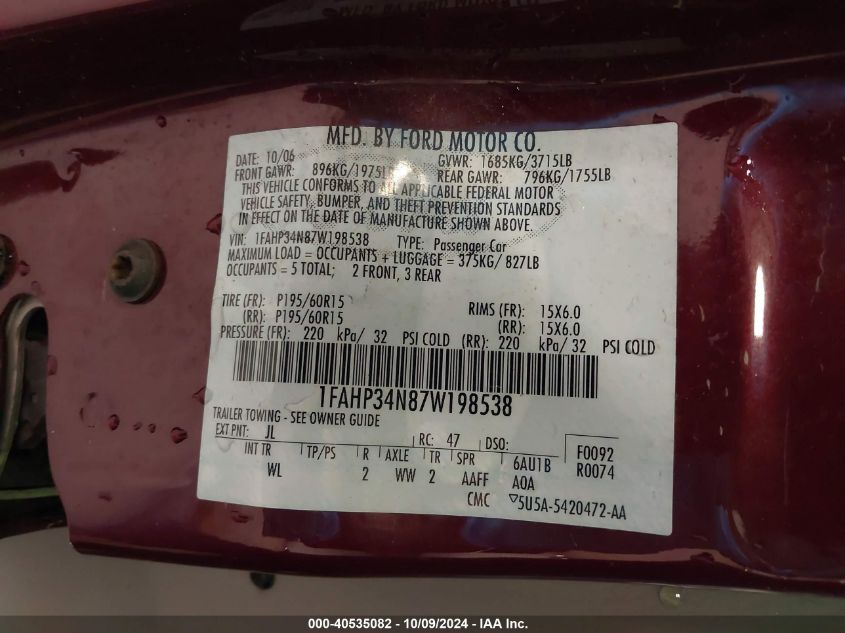 MFD. BY FORD MOTOR CO.
DATE: 10/06 GVWR: 1685KG/3715LB
FRONT GAWR: 896KG/1975LB REAR GAWR: 796KG/1755LB
THIS VEHICLE CONFORMS TO ALL APPLICABLE FEDERAL MOTOR
VEHICLE SAFETY, BUMPER, AND THEFT PREVENTION STANDARDS
IN EFFECT ON THE DATE OF MANUFACTURE SHOWN ABOVE.
VIN: 1FAHP34N87W198538 TYPE: Passenger Car
MAXIMUM LOAD = OCCUPANTS + LUGGAGE = 375KG/ 827LB
OCCUPANTS = 5 TOTAL; 2 FRONT, 3 REAR
TIRE (FR): P195/60R15 RIMS (FR): 15X6.0
(RR): P195/60R15 (RR): 15X6.0
PRESSURE (FR): 220 kPa/ 32 PSI COLD (RR): 220 kPa/ 32 PSI COLD
1FAHP34N87W198538
TRAILER TOWING - SEE OWNER GUIDE
EXT PNT: JL RC: 47 DSO: F0092
INT TR TP/PS R AXLE TR SPR 6AU1B R0074
WL 2 WW 2 AAFF A0A
CMC ▽5U5A-5420472-AA
000-40535082 - 10/09/2024 - IAA Inc.